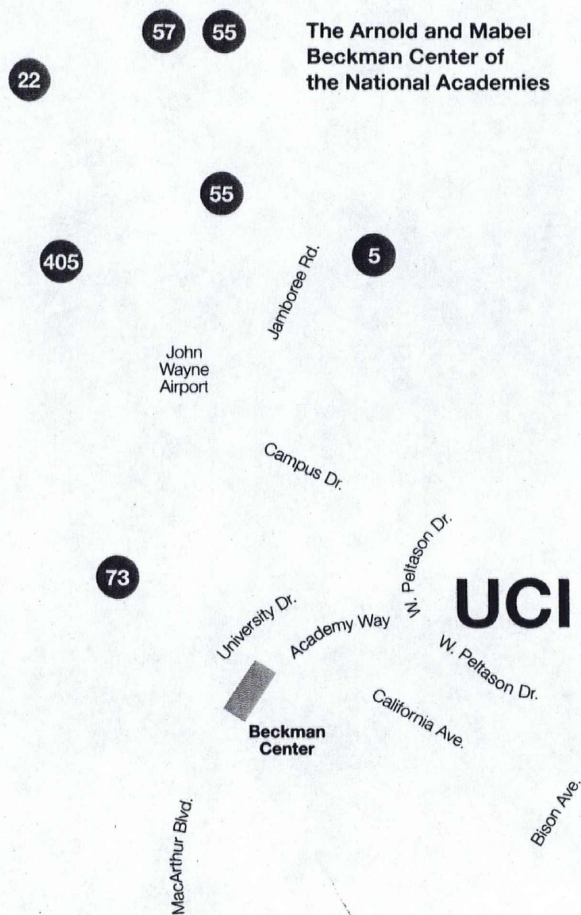 57
55
The Arnold and Mabel
Beckman Center of
the National Academies
22
55
405
5
Jamboree Rd.
John
Wayne
Airport
Campus Dr.
W. Peltason Dr.
73
UCI
University Dr.
Academy Way
W. Peltason Dr.
California Ave.
Beckman
Center
Bison Ave.
MacArthur Blvd.